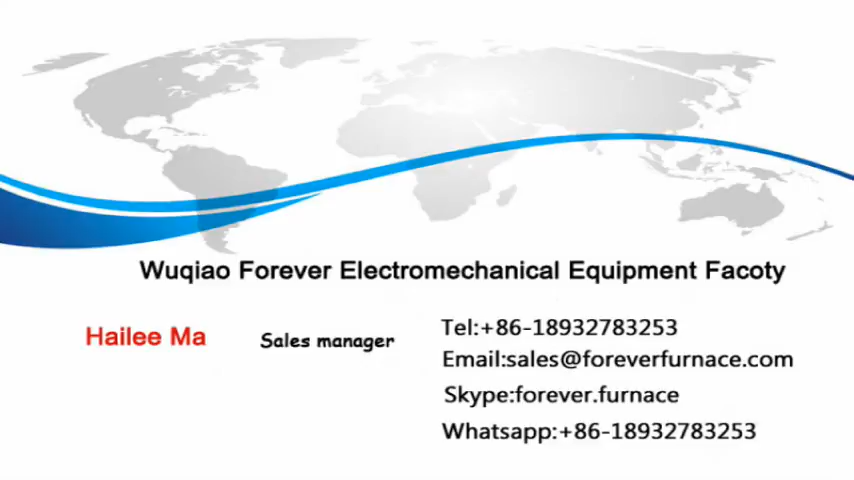 Wuqiao Forever Electromechanical Equipment Facoty
Hailee Ma
Sales manager
Tel:+86-18932783253
Email:sales@foreverfurnace.com
Skype:forever.furnace
Whatsapp:+86-18932783253